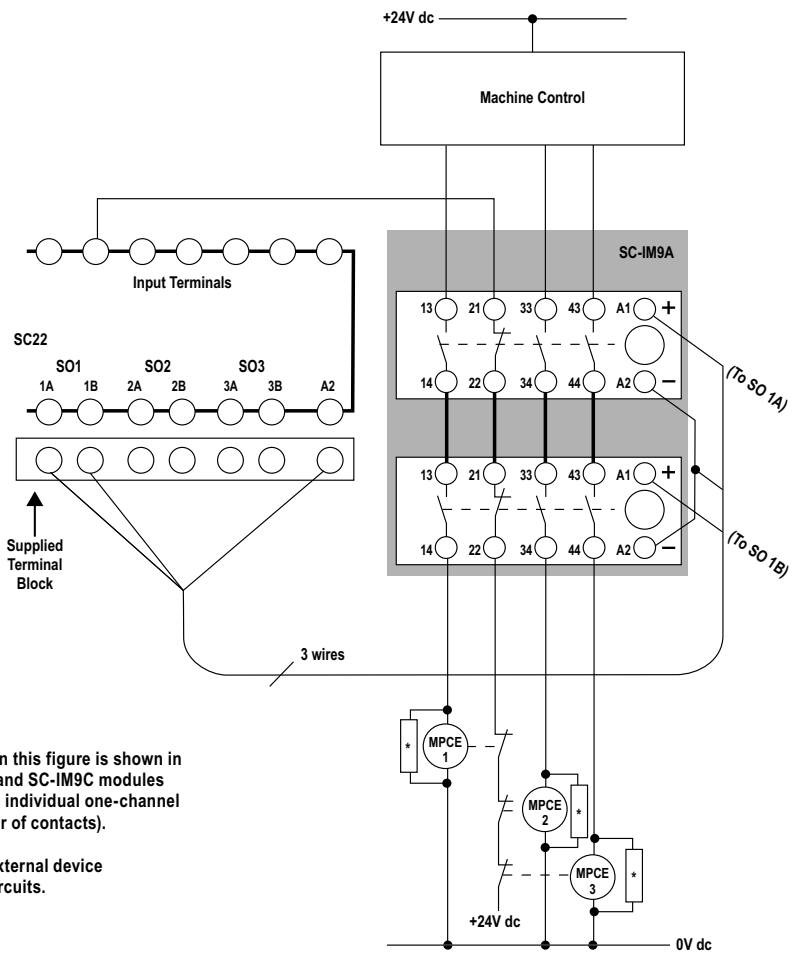 +24V dc
Machine Control
SC-IM9A
Input Terminals
13 21 33 43 A1 +
14 22 34 44 A2 −
(To SO 1A)
SC22
SO1 SO2 SO3
1A 1B 2A 2B 3A 3B A2
13 21 33 43 A1 +
14 22 34 44 A2 −
(To SO 1B)
Supplied
Terminal
Block
3 wires
*
MPCE
1
MPCE
2
*
MPCE
3
*
+24V dc
0V dc
n this figure is shown in
and SC-IM9C modules
individual one-channel
r of contacts).
xternal device
rcuits.